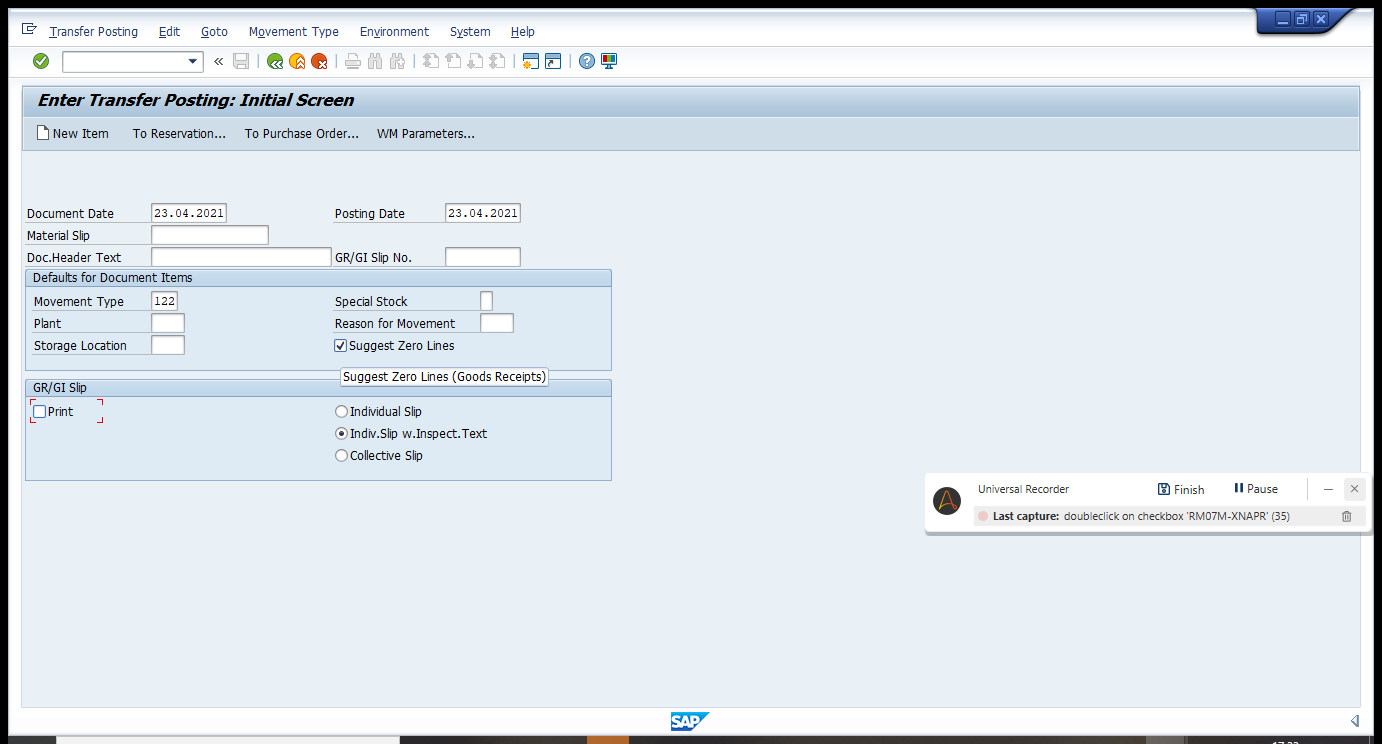 Transfer Posting Edit Goto Movement Type Environment System Help
Enter Transfer Posting: Initial Screen
New Item To Reservation... To Purchase Order... WM Parameters...
Document Date 23.04.2021 Posting Date 23.04.2021
Material Slip
Doc.Header Text GR/GI Slip No.
Defaults for Document Items
Movement Type 122 Special Stock
Plant Reason for Movement
Storage Location Suggest Zero Lines
Suggest Zero Lines (Goods Receipts)
GR/GI Slip
Print Individual Slip
Indiv.Slip w.Inspect.Text
Collective Slip
Universal Recorder Finish Pause
Last capture: doubleclick on checkbox 'RM07M-XNAPR' (35)
SAP